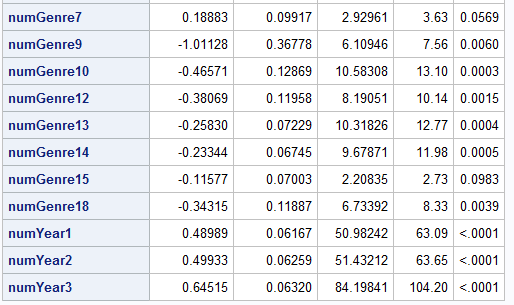 numGenre7 0.18883 0.09917 2.92961 3.63 0.0569
numGenre9 -1.01128 0.36778 6.10946 7.56 0.0060
numGenre10 -0.46571 0.12869 10.58308 13.10 0.0003
numGenre12 -0.38069 0.11958 8.19051 10.14 0.0015
numGenre13 -0.25830 0.07229 10.31826 12.77 0.0004
numGenre14 -0.23344 0.06745 9.67871 11.98 0.0005
numGenre15 -0.11577 0.07003 2.20835 2.73 0.0983
numGenre18 -0.34315 0.11887 6.73392 8.33 0.0039
numYear1 0.48989 0.06167 50.98242 63.09 <.0001
numYear2 0.49933 0.06259 51.43212 63.65 <.0001
numYear3 0.64515 0.06320 84.19841 104.20 <.0001